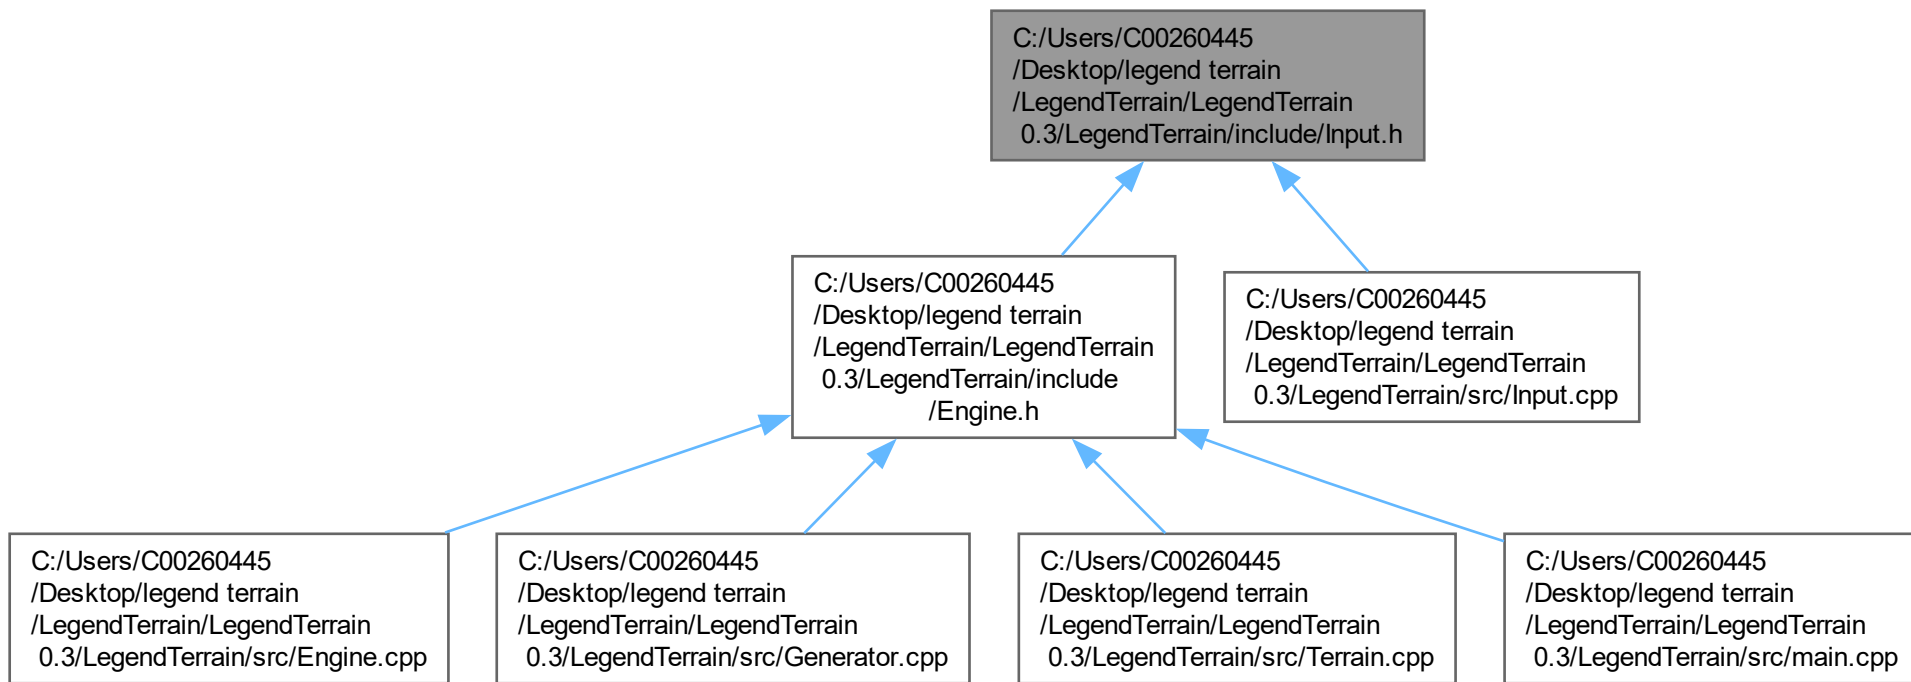 C:/Users/C00260445
/Desktop/legend terrain
/LegendTerrain/LegendTerrain
0.3/LegendTerrain/include/Input.h
C:/Users/C00260445
/Desktop/legend terrain
/LegendTerrain/LegendTerrain
0.3/LegendTerrain/include
/Engine.h
C:/Users/C00260445
/Desktop/legend terrain
/LegendTerrain/LegendTerrain
0.3/LegendTerrain/src/Input.cpp
C:/Users/C00260445
/Desktop/legend terrain
/LegendTerrain/LegendTerrain
0.3/LegendTerrain/src/Engine.cpp
C:/Users/C00260445
/Desktop/legend terrain
/LegendTerrain/LegendTerrain
0.3/LegendTerrain/src/Generator.cpp
C:/Users/C00260445
/Desktop/legend terrain
/LegendTerrain/LegendTerrain
0.3/LegendTerrain/src/Terrain.cpp
C:/Users/C00260445
/Desktop/legend terrain
/LegendTerrain/LegendTerrain
0.3/LegendTerrain/src/main.cpp